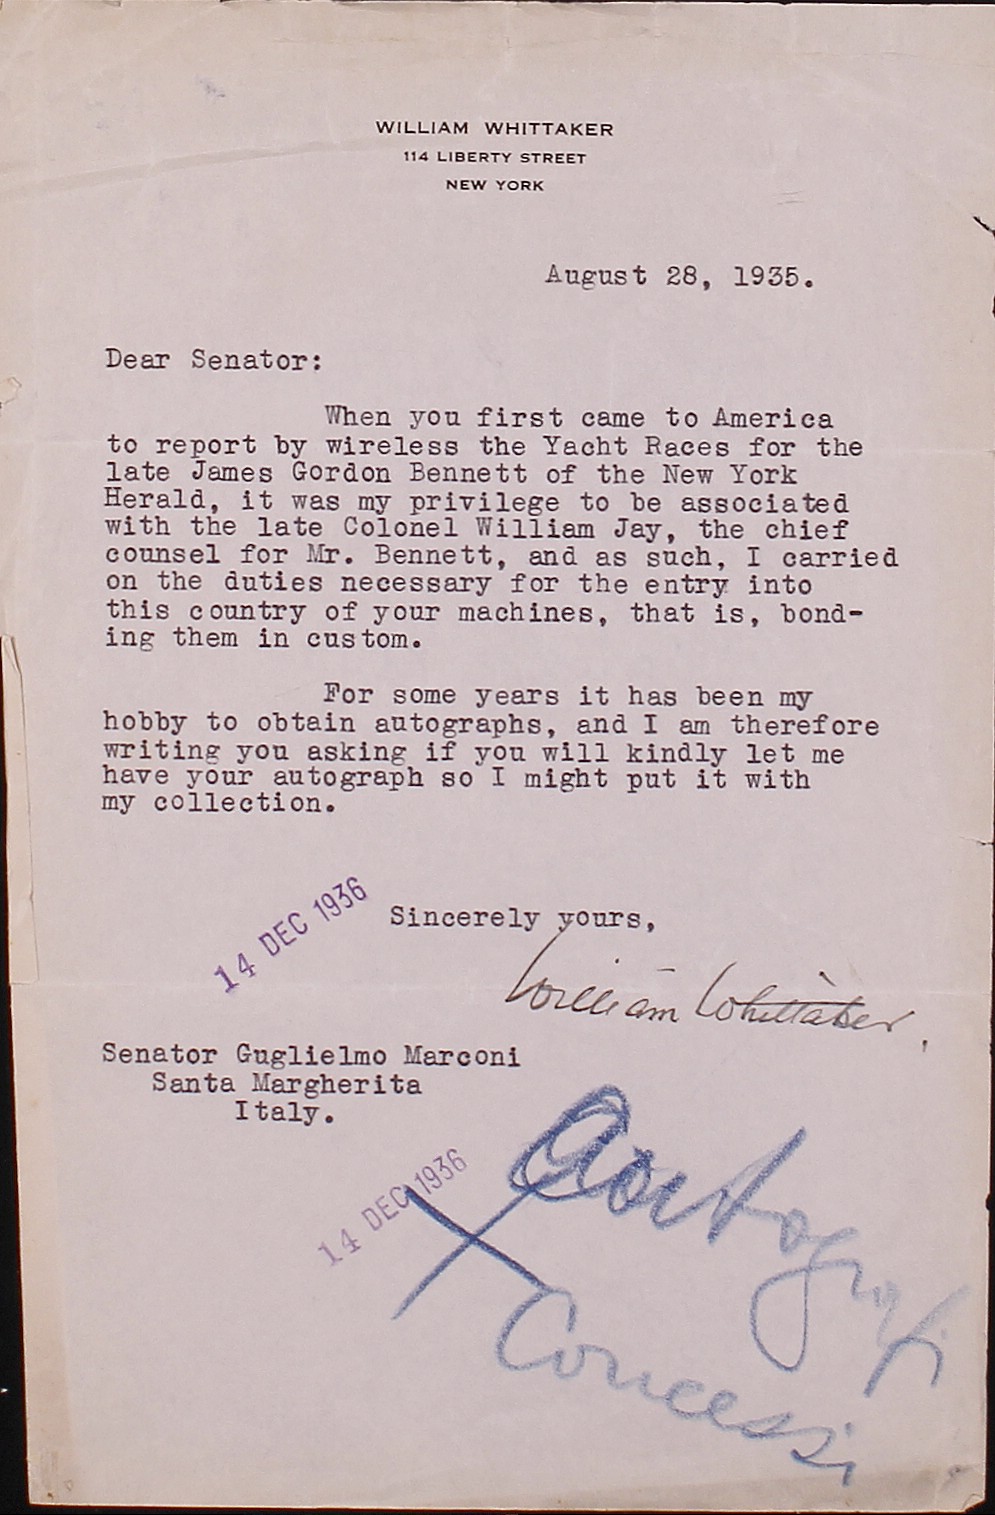 WILLIAM WHITTAKER
114 LIBERTY STREET
NEW YORK
August 28, 1935.
Dear Senator:
When you first came to America
to report by wireless the Yacht Races for the
late James Gordon Bennett of the New York
Herald, it was my privilege to be associated
with the late Colonel William Jay, the chief
counsel for Mr. Bennett, and as such, I carried
on the duties necessary for the entry into
this country of your machines, that is, bond-
ing them in custom.
For some years it has been my
hobby to obtain autographs, and I am therefore
writing you asking if you will kindly let me
have your autograph so I might put it with
my collection.
14 DEC 1936
Sincerely yours,
William Whittaker.
Senator Guglielmo Marconi
Santa Margherita
Italy.
14 DEC 1936
Autografi
Concessi